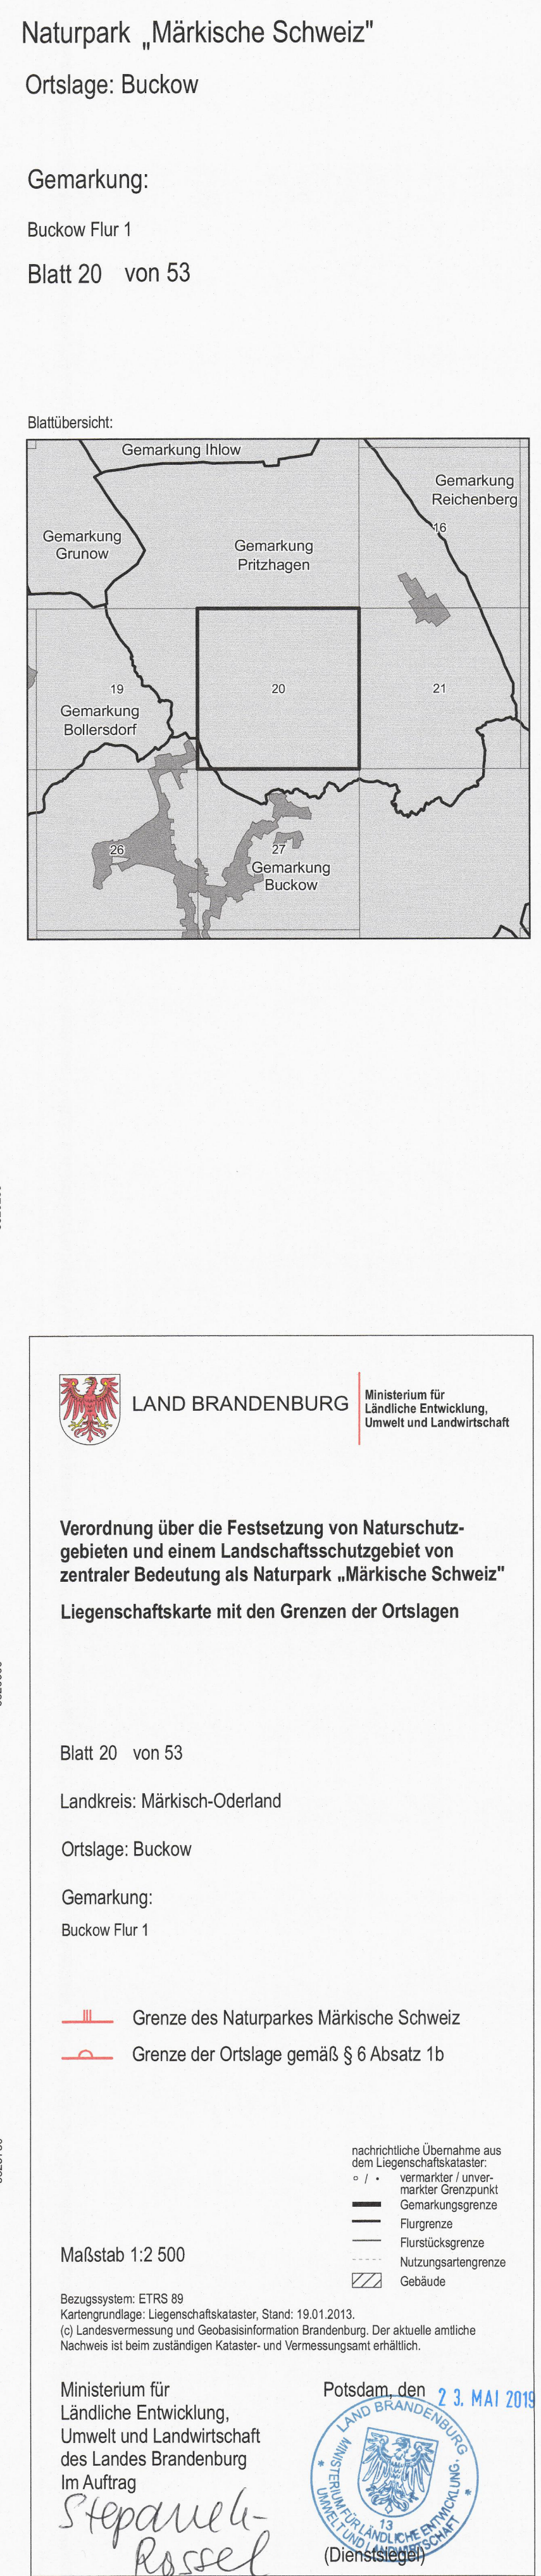 Naturpark „Märkische Schweiz"
Ortslage: Buckow
Gemarkung:
Buckow Flur 1
Blatt 20 von 53
Blattübersicht:
Gemarkung Ihlow
Gemarkung
Reichenberg
16
Gemarkung
Grunow
Gemarkung
Pritzhagen
19
Gemarkung
Bollersdorf
20
21
26
27
Gemarkung
Buckow
LAND BRANDENBURG
Ministerium für
Ländliche Entwicklung,
Umwelt und Landwirtschaft
Verordnung über die Festsetzung von Naturschutz-
gebieten und einem Landschaftsschutzgebiet von
zentraler Bedeutung als Naturpark „Märkische Schweiz"
Liegenschaftskarte mit den Grenzen der Ortslagen
Blatt 20 von 53
Landkreis: Märkisch-Oderland
Ortslage: Buckow
Gemarkung:
Buckow Flur 1
Grenze des Naturparkes Märkische Schweiz
Grenze der Ortslage gemäß § 6 Absatz 1b
nachrichtliche Übernahme aus
dem Liegenschaftskataster:
vermarkter / unver-
markter Grenzpunkt
Gemarkungsgrenze
Flurgrenze
Flurstücksgrenze
Nutzungsartengrenze
Gebäude
Maßstab 1:2 500
Bezugssystem: ETRS 89
Kartengrundlage: Liegenschaftskataster, Stand: 19.01.2013.
(c) Landesvermessung und Geobasisinformation Brandenburg. Der aktuelle amtliche
Nachweis ist beim zuständigen Kataster- und Vermessungsamt erhältlich.
Ministerium für
Ländliche Entwicklung,
Umwelt und Landwirtschaft
des Landes Brandenburg
Im Auftrag
Stepanek-
Rossel
Potsdam, den 23. MAI 2019
LAND BRANDENBURG
MINISTERIUM FÜR LÄNDLICHE ENTWICKLUNG,
UMWELT UND LANDWIRTSCHAFT
13
(Dienstsiegel)